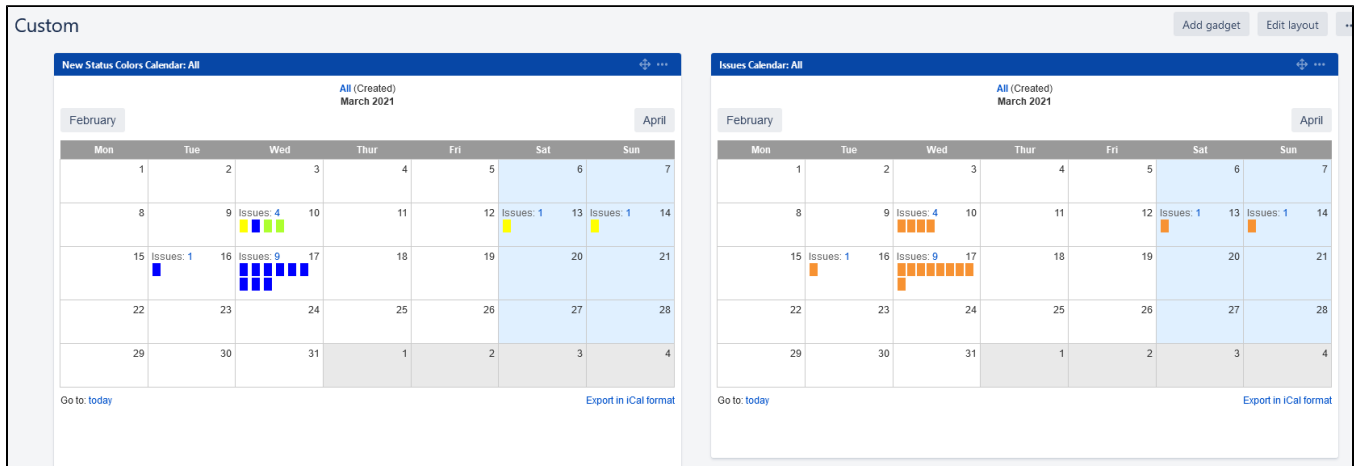 Custom
Add gadget Edit layout ...
New Status Colors Calendar: All
All (Created)
March 2021
February April
Mon Tue Wed Thur Fri Sat Sun
1 2 3 4 5 6 7
8 9 Issues: 4 10 11 12 Issues: 1 13 Issues: 1 14
15 Issues: 1 16 Issues: 9 17 18 19 20 21
22 23 24 25 26 27 28
29 30 31 1 2 3 4
Go to: today Export in iCal format
Issues Calendar: All
All (Created)
March 2021
February April
Mon Tue Wed Thur Fri Sat Sun
1 2 3 4 5 6 7
8 9 Issues: 4 10 11 12 Issues: 1 13 Issues: 1 14
15 Issues: 1 16 Issues: 9 17 18 19 20 21
22 23 24 25 26 27 28
29 30 31 1 2 3 4
Go to: today Export in iCal format